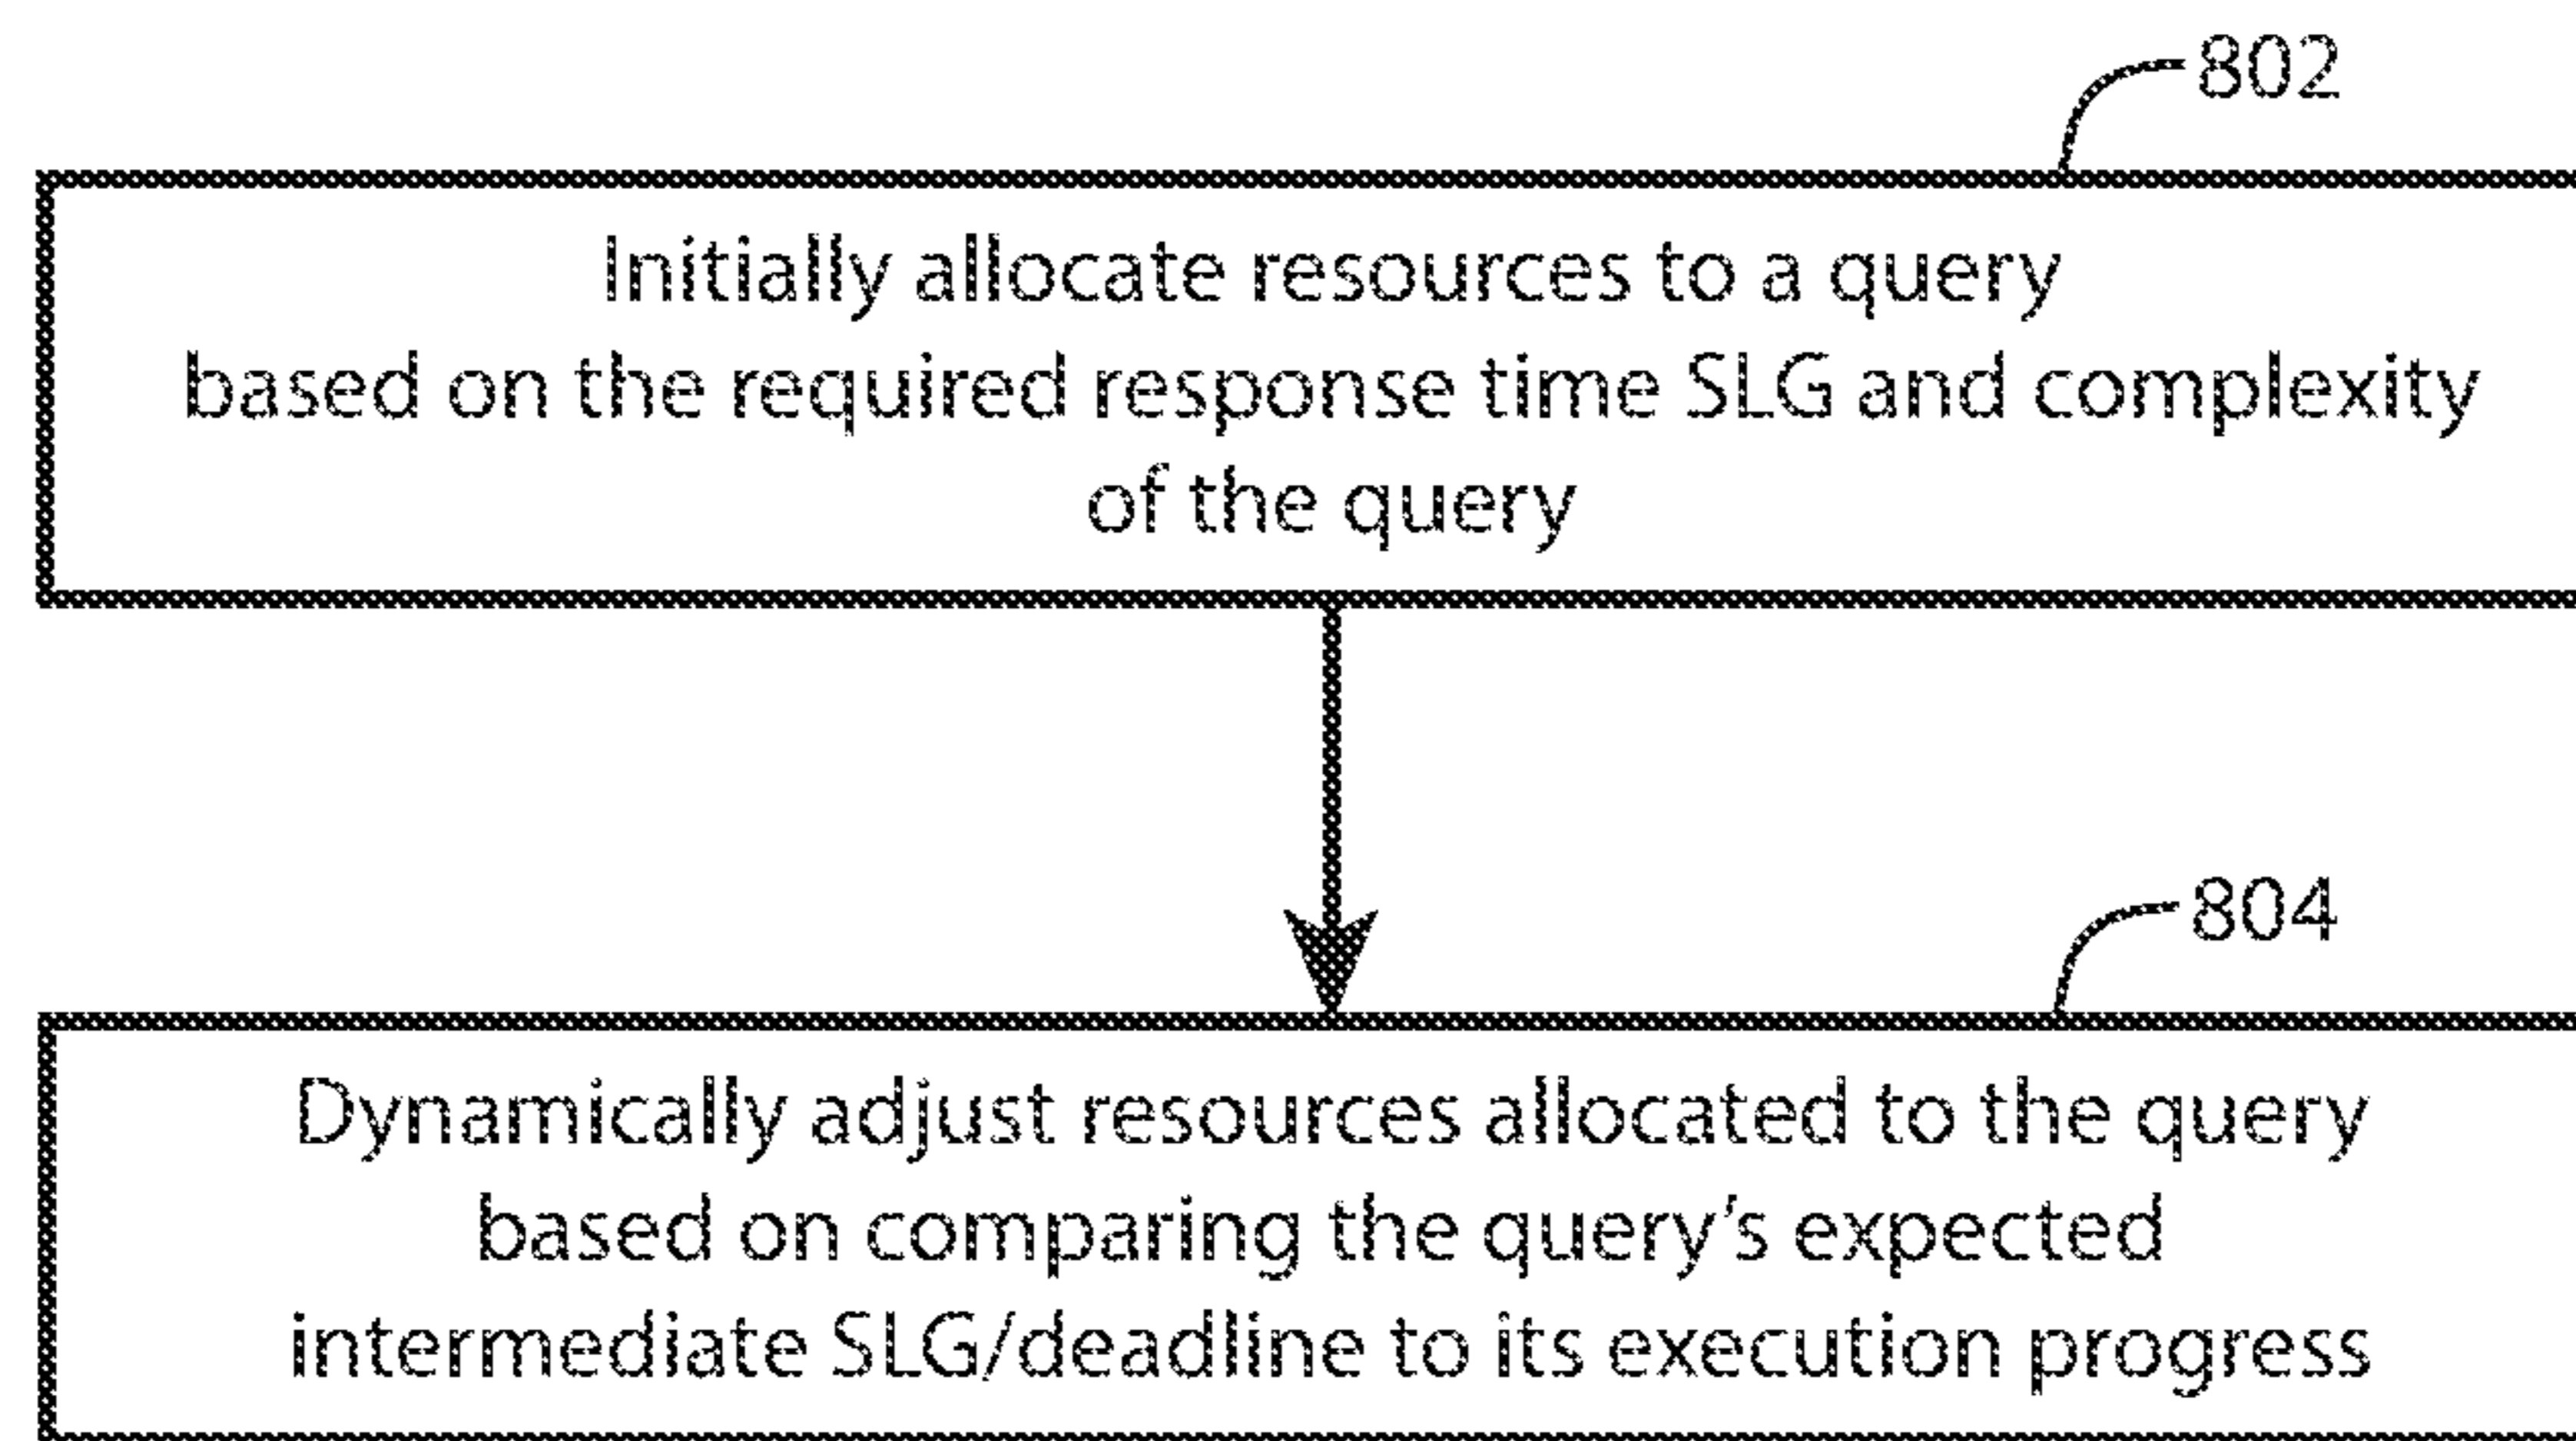 802
Initially allocate resources to a query
based on the required response time SLG and complexity
of the query
804
Dynamically adjust resources allocated to the query
based on comparing the query’s expected
intermediate SLG/deadline to its execution progress